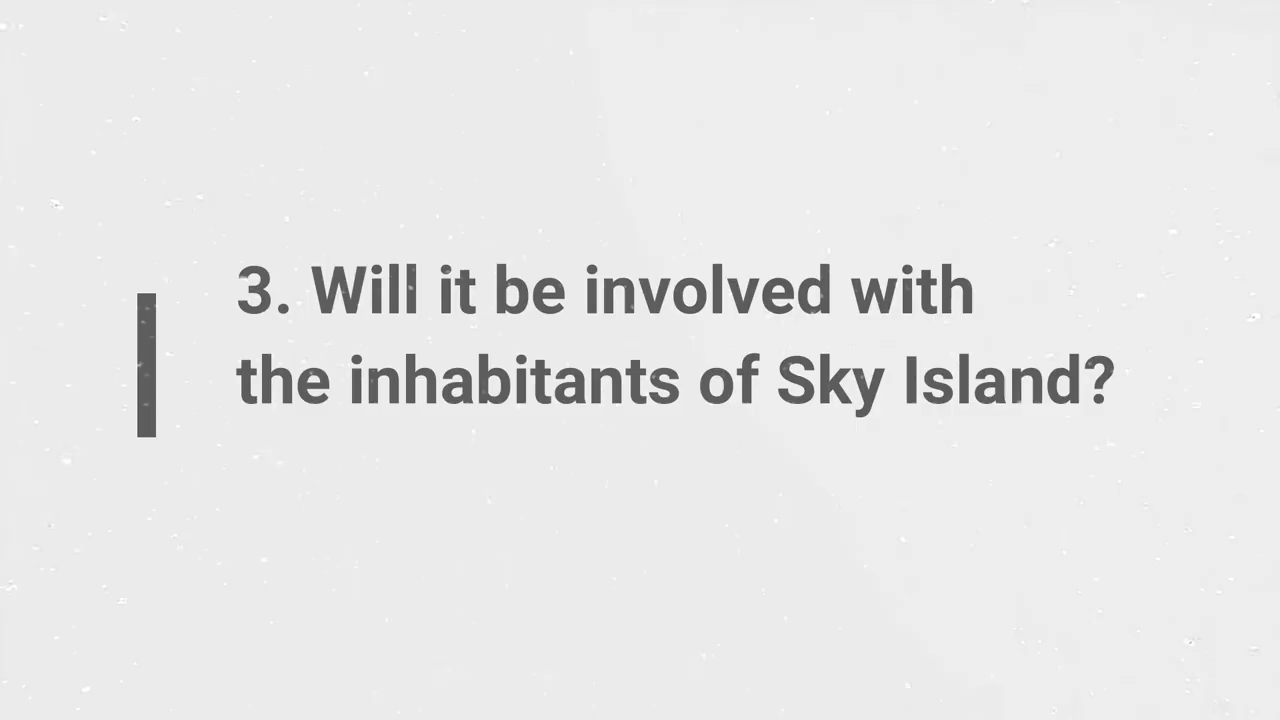 3. Will it be involved with
the inhabitants of Sky Island?